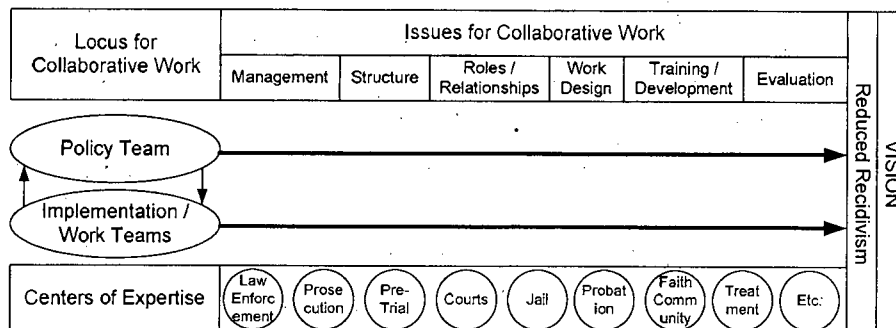 Locus for
Collaborative Work
Issues for Collaborative Work
Management
Structure
Roles /
Relationships
Work
Design
Training /
Development
Evaluation
Policy Team
Implementation /
Work Teams
Centers of Expertise
Law
Enforc
ement
Prose
cution
Pre-
Trial
Courts
Jail
Probat
ion
Faith
Comm
unity
Treat
ment
Etc.
Reduced Recidivism
VISION